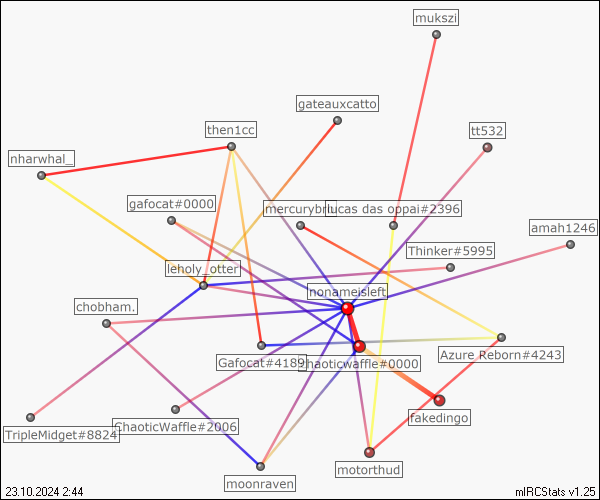 mukszi
gateauxcatto
then1cc
tt532
nharwhal_
gafocat#0000
lucas das oppai#2396
amah1246
Thinker#5995
leholy_otter
nonameisleft
chobham.
Gafocat#4189
ChaoticWaffle#0000
Azure Reborn#4243
fakedingo
ChaoticWaffle#2006
TripleMidget#8824
motorthud
moonraven
23.10.2024 2:44
mIRCStats v1.25